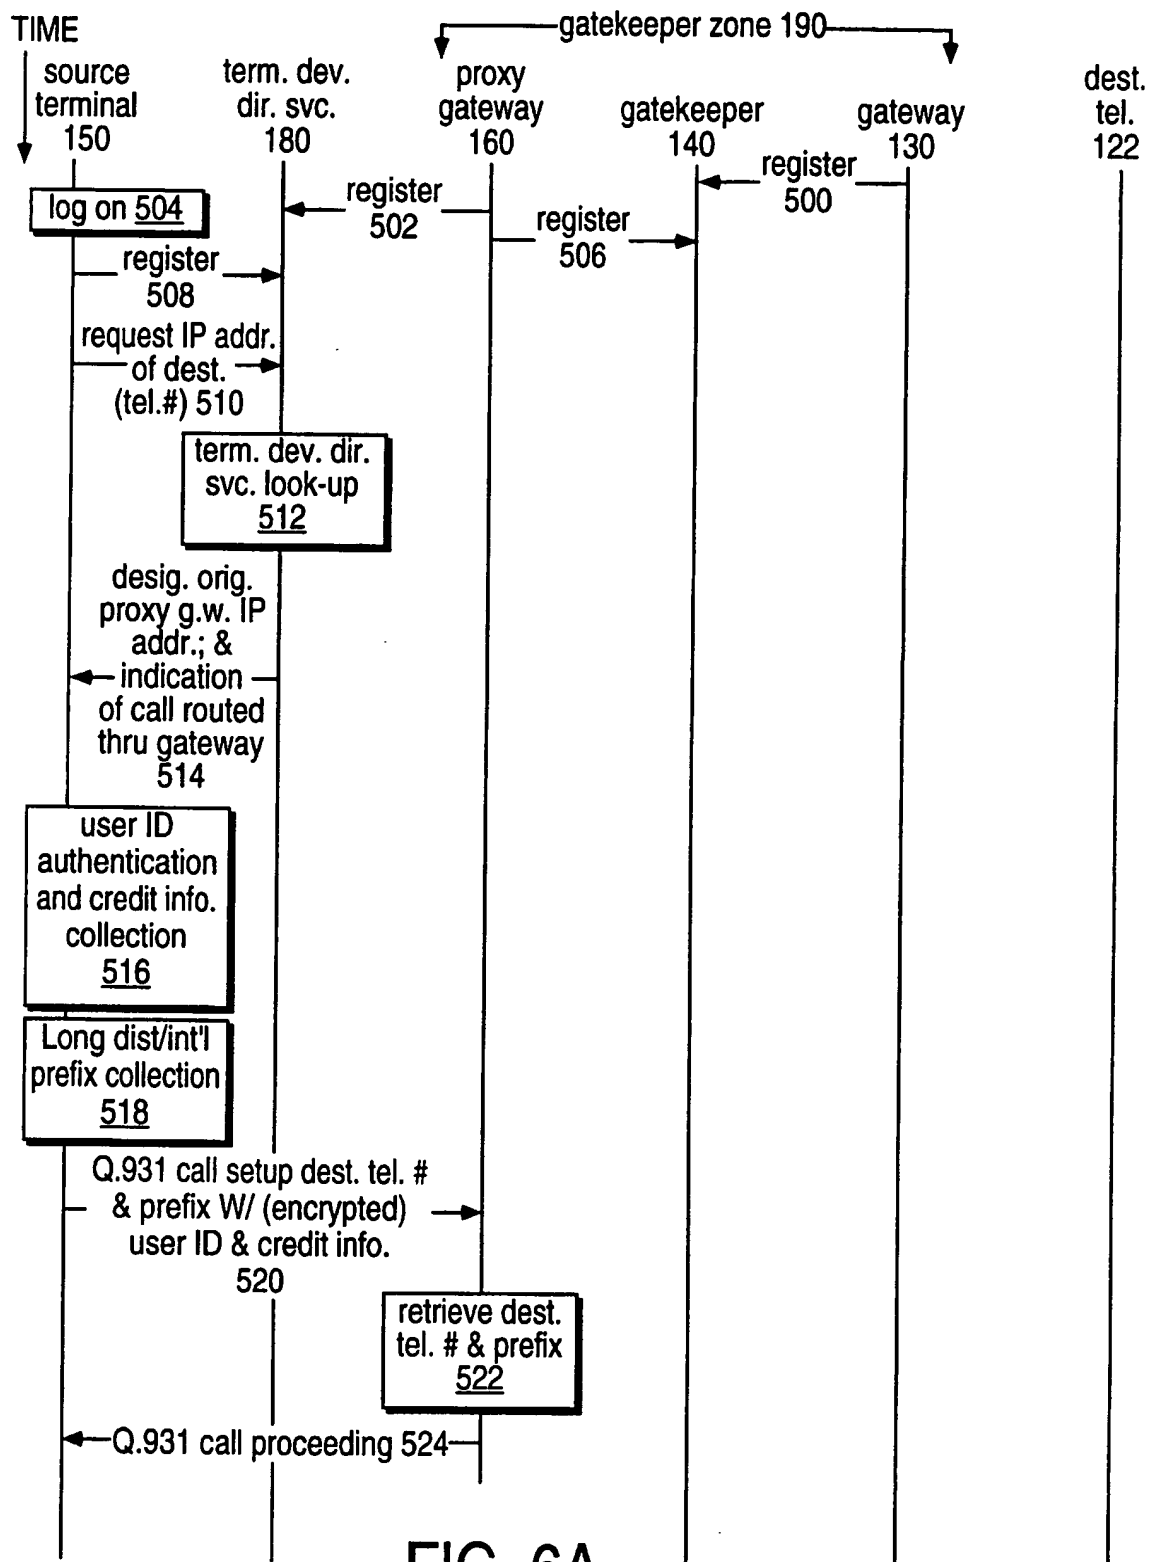 TIME
gatekeeper zone 190
source
terminal
150
term. dev.
dir. svc.
180
proxy
gateway
160
gatekeeper
140
gateway
130
dest.
tel.
122
register
500
log on 504
register
502
register
506
register
508
request IP addr.
of dest.
(tel.#) 510
term. dev. dir.
svc. look-up
512
desig. orig.
proxy g.w. IP
addr.; &
indication
of call routed
thru gateway
514
user ID
authentication
and credit info.
collection
516
Long dist/int'l
prefix collection
518
Q.931 call setup dest. tel. #
& prefix W/ (encrypted)
user ID & credit info.
520
retrieve dest.
tel. # & prefix
522
Q.931 call proceeding 524
FIG. 6A